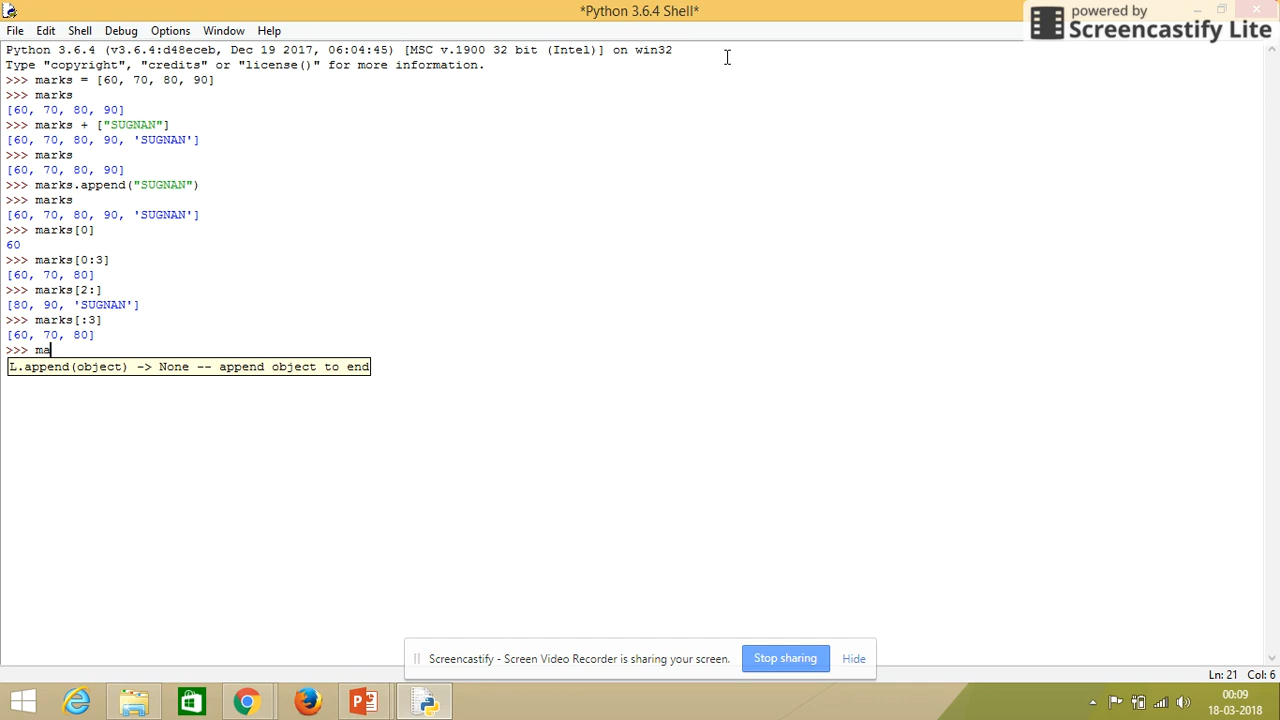 *Python 3.6.4 Shell*
powered by
Screencastify Lite
File Edit Shell Debug Options Window Help
Python 3.6.4 (v3.6.4:d48eceb, Dec 19 2017, 06:04:45) [MSC v.1900 32 bit (Intel)] on win32
Type "copyright", "credits" or "license()" for more information.
>>> marks = [60, 70, 80, 90]
>>> marks
[60, 70, 80, 90]
>>> marks + ["SUGNAN"]
[60, 70, 80, 90, 'SUGNAN']
>>> marks
[60, 70, 80, 90]
>>> marks.append("SUGNAN")
>>> marks
[60, 70, 80, 90, 'SUGNAN']
>>> marks[0]
60
>>> marks[0:3]
[60, 70, 80]
>>> marks[2:]
[80, 90, 'SUGNAN']
>>> marks[:3]
[60, 70, 80]
>>> ma
L.append(object) -> None -- append object to end
Screencastify - Screen Video Recorder is sharing your screen. Stop sharing Hide
Ln: 21 Col: 6
00:09
18-03-2018